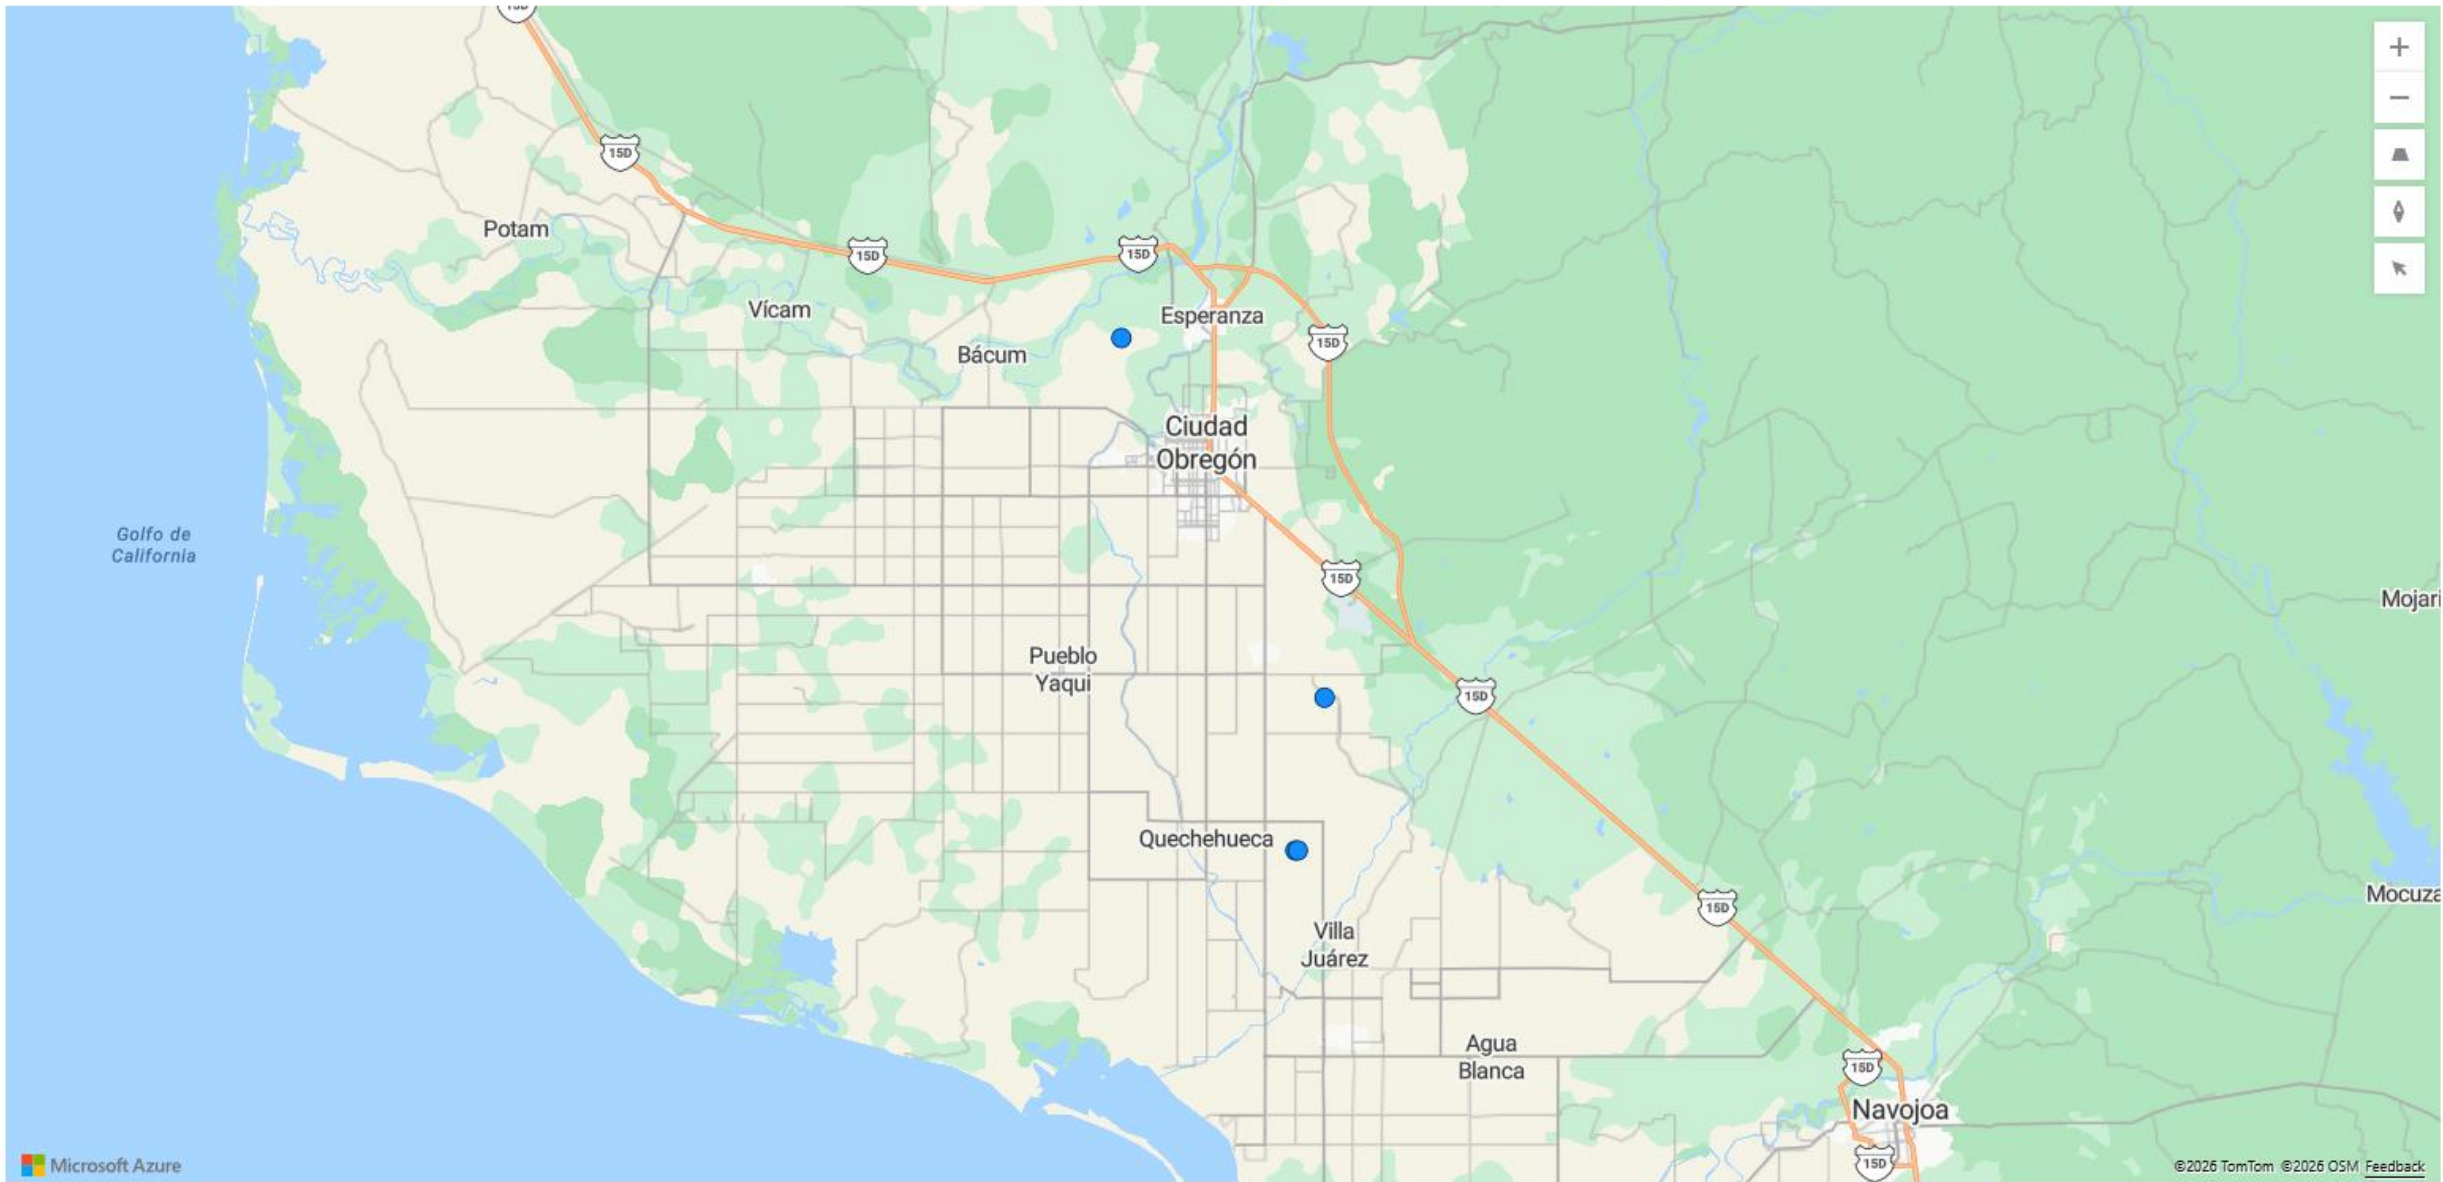 15D
15D
Potam
15D
15D
Vícam
Esperanza
15D
Bácum
Ciudad
Obregón
Golfo de
California
15D
Mojari
Pueblo
Yaqui
15D
Quechehueca
Mocuza
15D
Villa
Juárez
Agua
Blanca
15D
Navojoa
15D
Microsoft Azure
©2026 TomTom ©2026 OSM Feedback